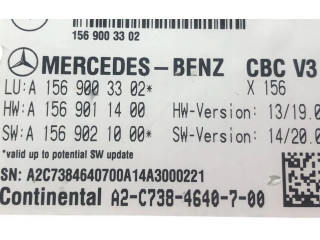 156 900 33 02
MERCEDES-BENZ CBC V3
LU: A 156 900 33 02* X 156
HW: A 156 901 14 00 HW-Version: 13/19.0
SW: A 156 902 10 00* SW-Version: 14/20.0
*valid up to potential SW update
SN: A2C7384640700A14A3000221
Continental A2-C738-4640-7-00